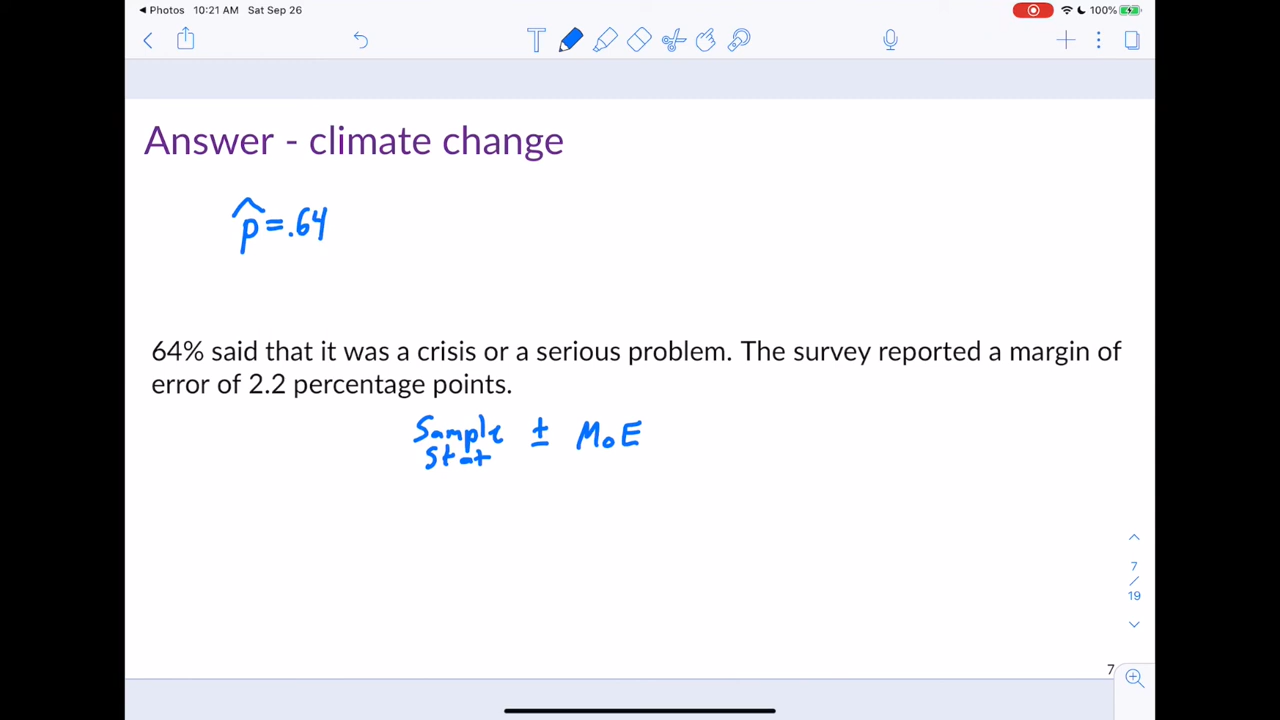 Photos 10:21 AM Sat Sep 26 100%
T
Answer - climate change
p̂ = .64
64% said that it was a crisis or a serious problem. The survey reported a margin of
error of 2.2 percentage points.
Sample ± MoE
Stat
7
/
19
7